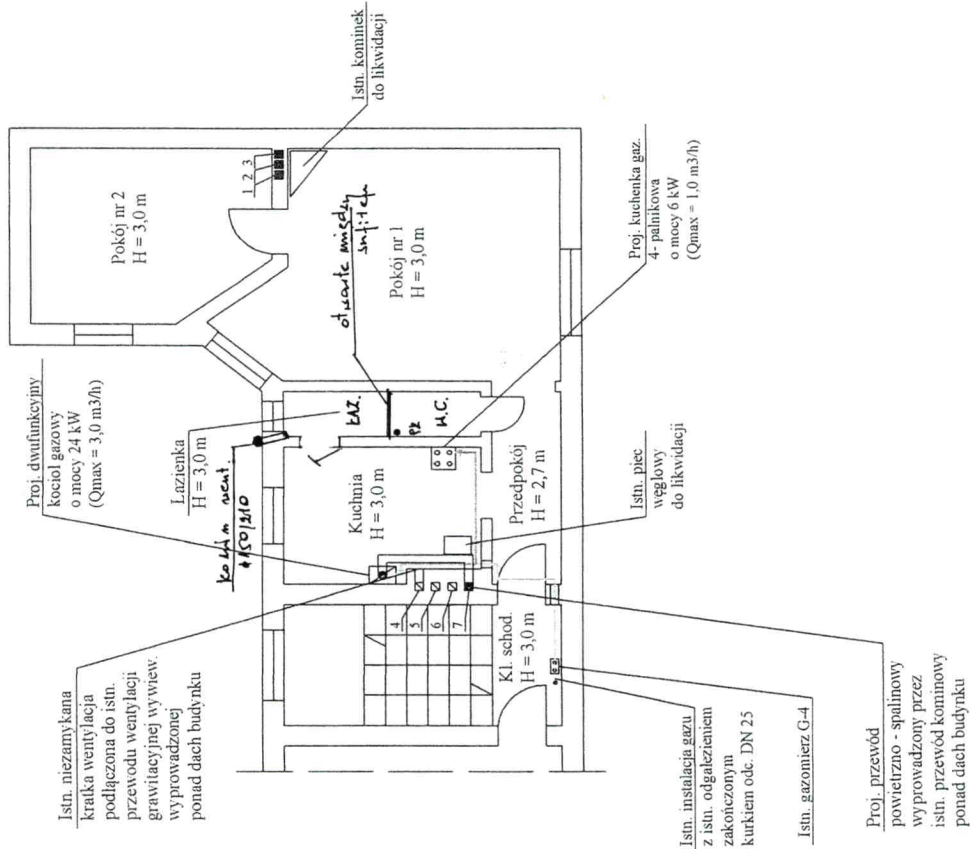 Istn. niezamykana
kratka wentylacja
podłączona do istn.
przewodu wentylacji
grawitacyjnej wywiew.
wyprowadzonej
ponad dach budynku
Proj. dwufunkcyjny
kocioł gazowy
o mocy 24 kW
(Qmax = 3,0 m3/h)
Łazienka
H = 3,0 m
komin went.
Pokój nr 2
H = 3,0 m
1 2 3
Istn. kominek
do likwidacji
otwarte między
sufitem
Pokój nr 1
H = 3,0 m
ŁAZ.
W.C.
Kuchnia
H = 3,0 m
Proj. kuchenka gaz.
4- palnikowa
o mocy 6 kW
(Qmax = 1,0 m3/h)
4
5
6
7
Kl. schod.
H = 3,0 m
Przedpokój
H = 2,7 m
Istn. piec
węglowy
do likwidacji
Istn. instalacja gazu
z istn. odgałęzieniem
zakończonym
kurkiem odc. DN 25
Istn. gazomierz G-4
Proj. przewód
powietrzno - spalinowy
wyprowadzony przez
istn. przewód kominowy
ponad dach budynku